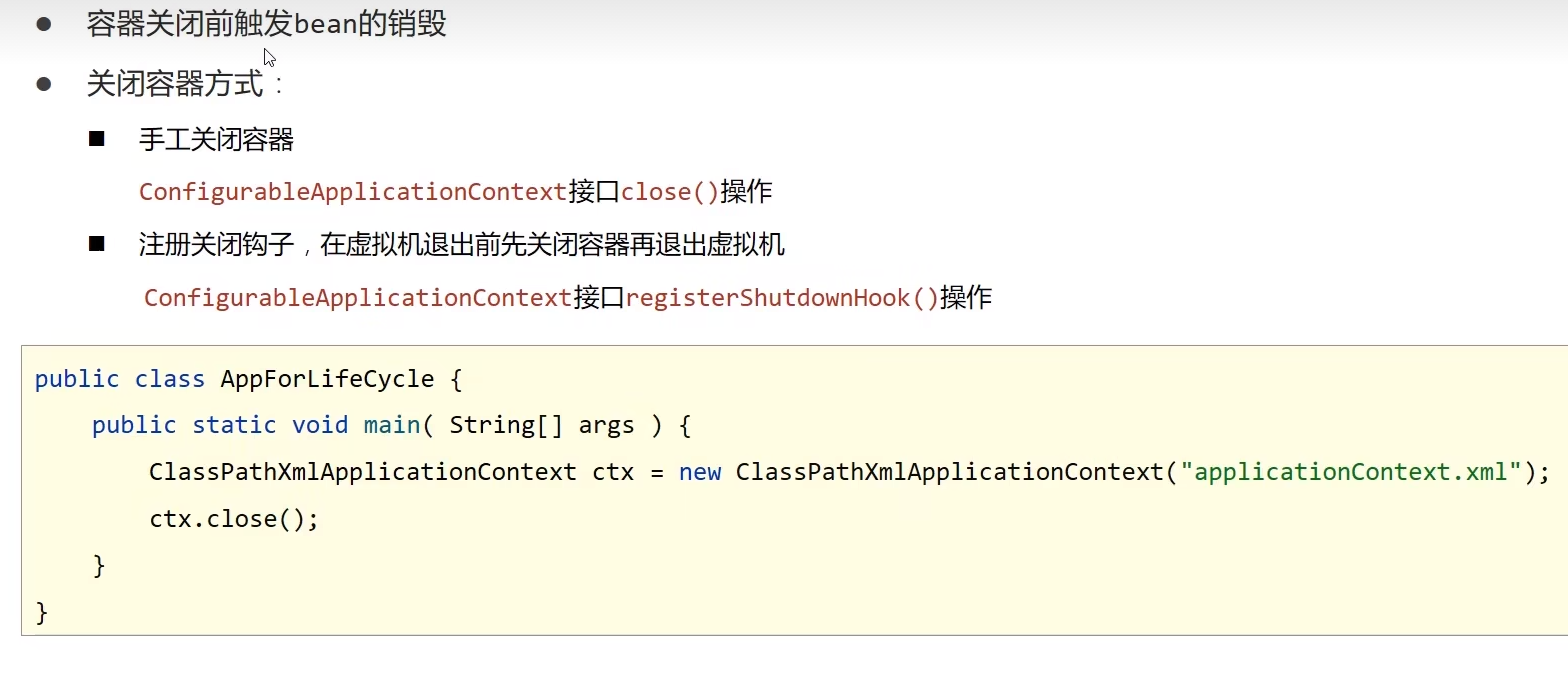 ● 容器关闭前触发bean的销毁
● 关闭容器方式：
■ 手工关闭容器
ConfigurableApplicationContext接口close()操作
■ 注册关闭钩子，在虚拟机退出前先关闭容器再退出虚拟机
ConfigurableApplicationContext接口registerShutdownHook()操作
public class AppForLifeCycle {
    public static void main( String[] args ) {
        ClassPathXmlApplicationContext ctx = new ClassPathXmlApplicationContext("applicationContext.xml");
        ctx.close();
    }
}